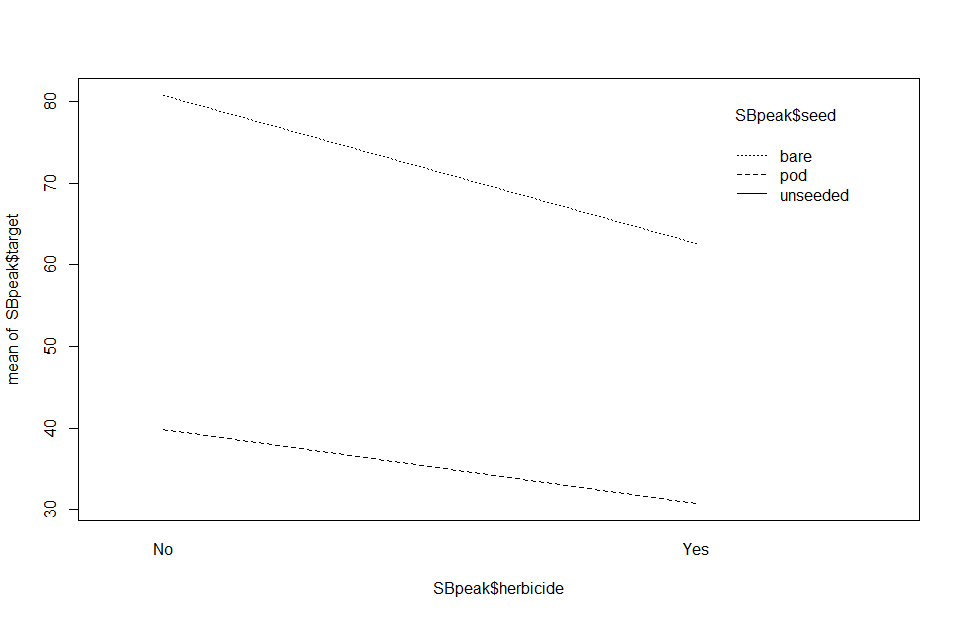 SBpeak$seed
bare
pod
unseeded
mean of SBpeak$target
80
70
60
50
40
30
No Yes
SBpeak$herbicide